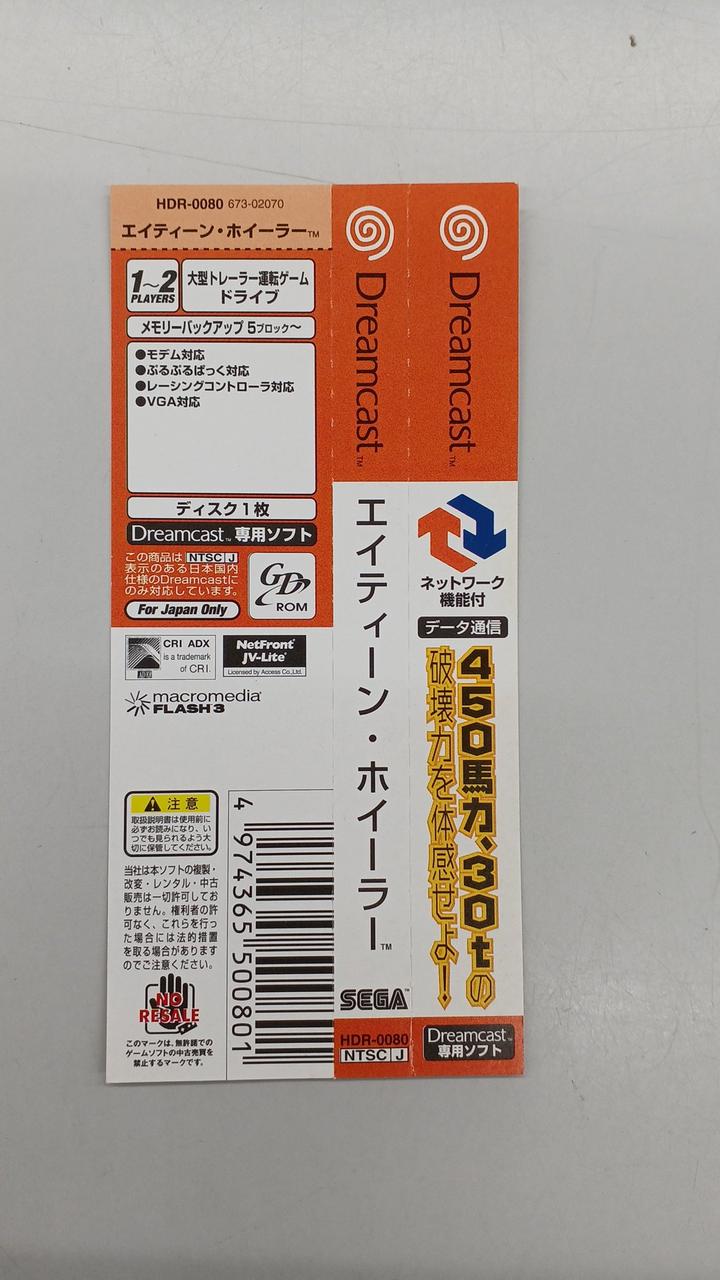 HDR-0080 673-02070
エイティーン・ホイーラー™
1~2
PLAYERS
大型トレーラー運転ゲーム
ドライブ
メモリーバックアップ 5ブロック〜
●モデム対応
●ぷるぷるぱっく対応
●レーシングコントローラ対応
●VGA対応
ディスク1枚
Dreamcast™ 専用ソフト
この商品は NTSC J
表示のある日本国内
仕様のDreamcastに
のみ対応しています。
For Japan Only
GD
ROM
CRI ADX
is a trademark
of CRI.
ADX
NetFront®
JV-Lite®
Licensed by Access Co.,Ltd.
macromedia®
FLASH 3
注意
取扱説明書は使用前に
必ずお読みになり、い
つでも見られるよう大
切に保管してください。
当社は本ソフトの複製・
改変・レンタル・中古
販売は一切許可してお
りません。権利者の許
可なく、これらを行っ
た場合には法的措置
を取る場合があります
のでご注意ください。
NO
RESALE
このマークは、無許諾での
ゲームソフトの中古売買を
禁止するマークです。
4 974365 500801
Dreamcast™
エイティーン・ホイーラー™
SEGA™
HDR-0080
NTSC J
Dreamcast™
ネットワーク
機能付
データ通信
450馬力、30tの
破壊力を体感せよ!
Dreamcast™
専用ソフト